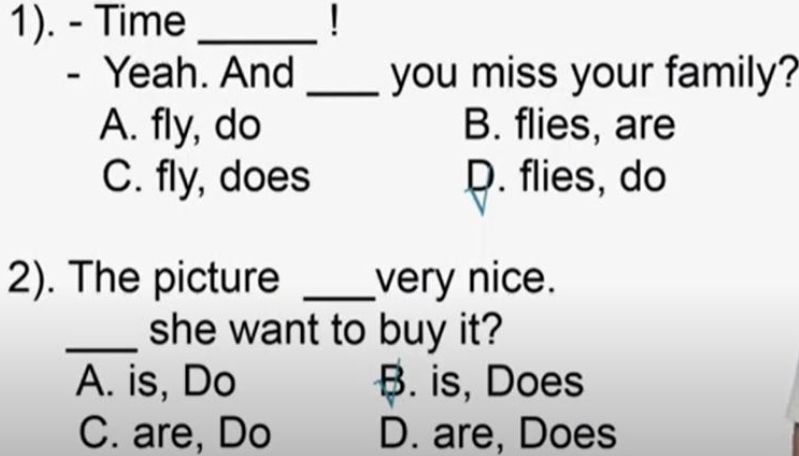 1). - Time _____ !
- Yeah. And ___ you miss your family?
A. fly, do B. flies, are
C. fly, does D. flies, do
2). The picture ___very nice.
___ she want to buy it?
A. is, Do B. is, Does
C. are, Do D. are, Does